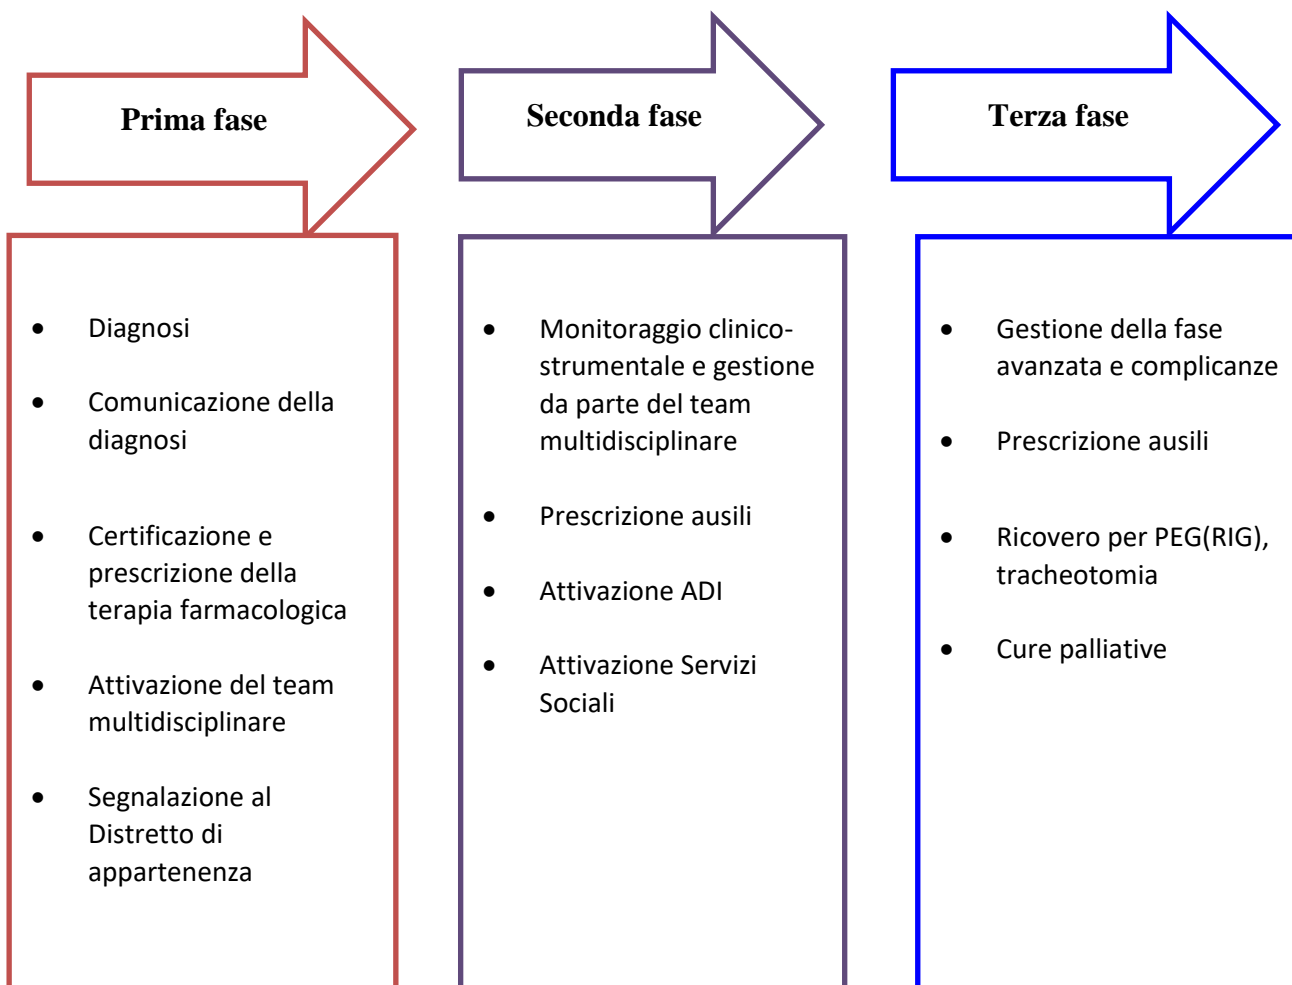 Prima fase
Seconda fase
Terza fase
• Diagnosi
• Comunicazione della
diagnosi
• Certificazione e
prescrizione della
terapia farmacologica
• Attivazione del team
multidisciplinare
• Segnalazione al
Distretto di
appartenenza
• Monitoraggio clinico-
strumentale e gestione
da parte del team
multidisciplinare
• Prescrizione ausili
• Attivazione ADI
• Attivazione Servizi
Sociali
• Gestione della fase
avanzata e complicanze
• Prescrizione ausili
• Ricovero per PEG(RIG),
tracheotomia
• Cure palliative